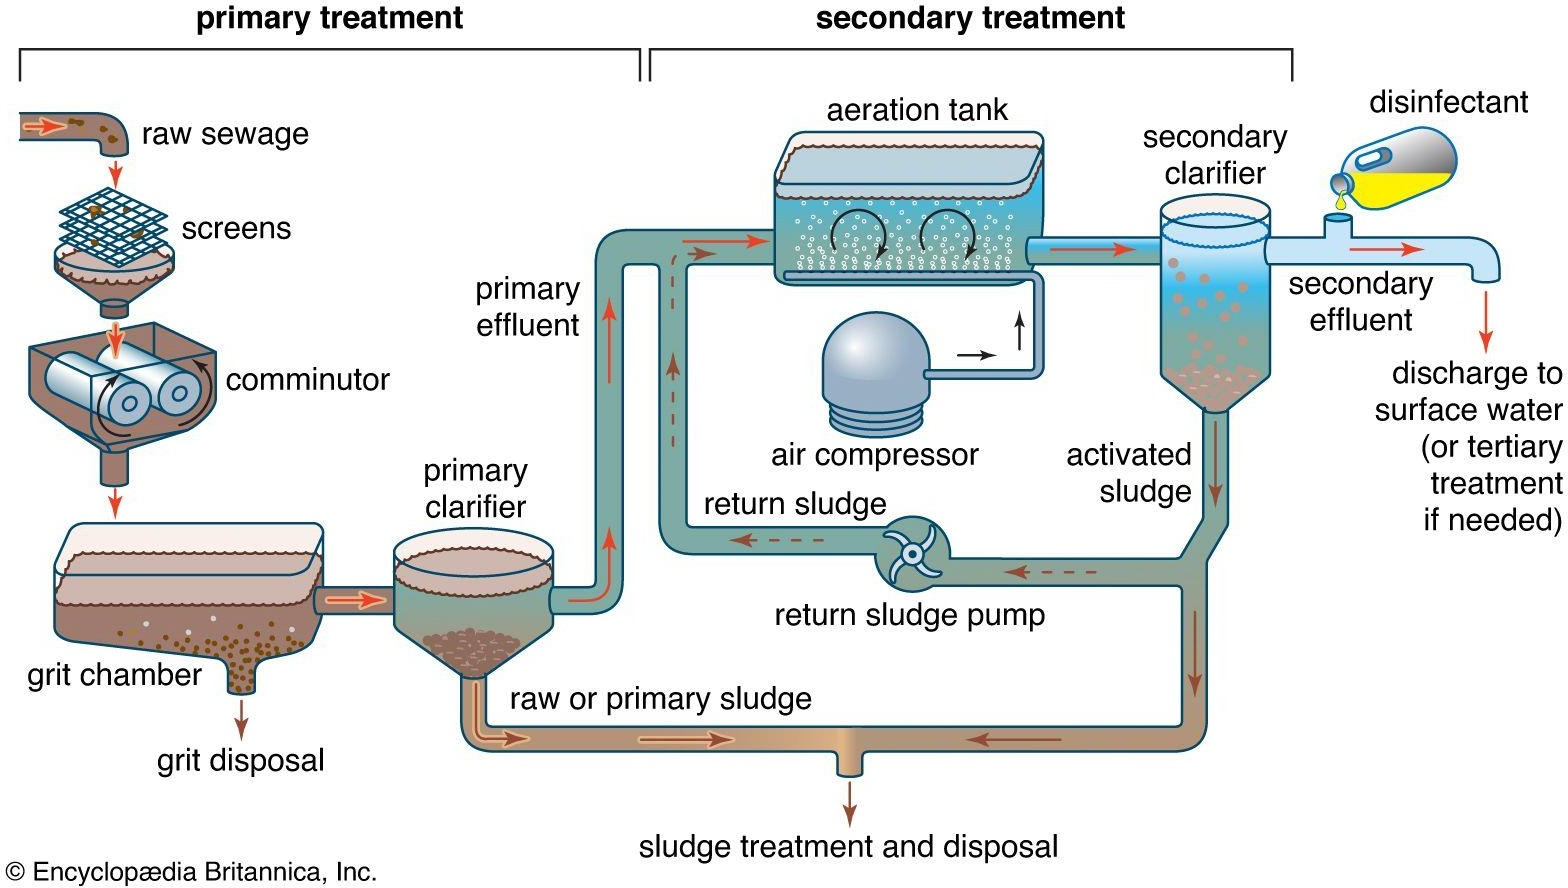 primary treatment
secondary treatment
raw sewage
screens
comminutor
grit chamber
grit disposal
primary
clarifier
raw or primary sludge
primary
effluent
aeration tank
air compressor
return sludge
return sludge pump
secondary
clarifier
activated
sludge
disinfectant
secondary
effluent
discharge to
surface water
(or tertiary
treatment
if needed)
sludge treatment and disposal
© Encyclopædia Britannica, Inc.